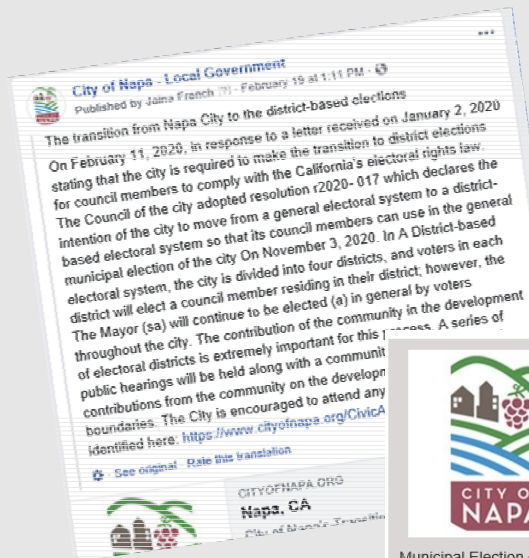 City of Napa - Local Government
Published by Jaina French [?] · February 19 at 1:11 PM ·
The transition from Napa City to the district-based elections
On February 11, 2020, in response to a letter received on January 2, 2020
stating that the city is required to make the transition to district elections
for council members to comply with the California's electoral rights law.
The Council of the city adopted resolution r2020- 017 which declares the
intention of the city to move from a general electoral system to a district-
based electoral system so that its council members can use in the general
municipal election of the city On November 3, 2020. In A District-based
electoral system, the city is divided into four districts, and voters in each
district will elect a council member residing in their district; however, the
The Mayor (sa) will continue to be elected (a) in general by voters
throughout the city. The contribution of the community in the development
of electoral districts is extremely important for this process. A series of
public hearings will be held along with a communit
contributions from the community on the developm
boundaries. The City is encouraged to attend any
identified here: https://www.cityofnapa.org/CivicA
· See original · Rate this translation
CITYOFNAPA.ORG
Napa, CA
City of Napa's Transitio
CITY O
NAPA
Municipal Election